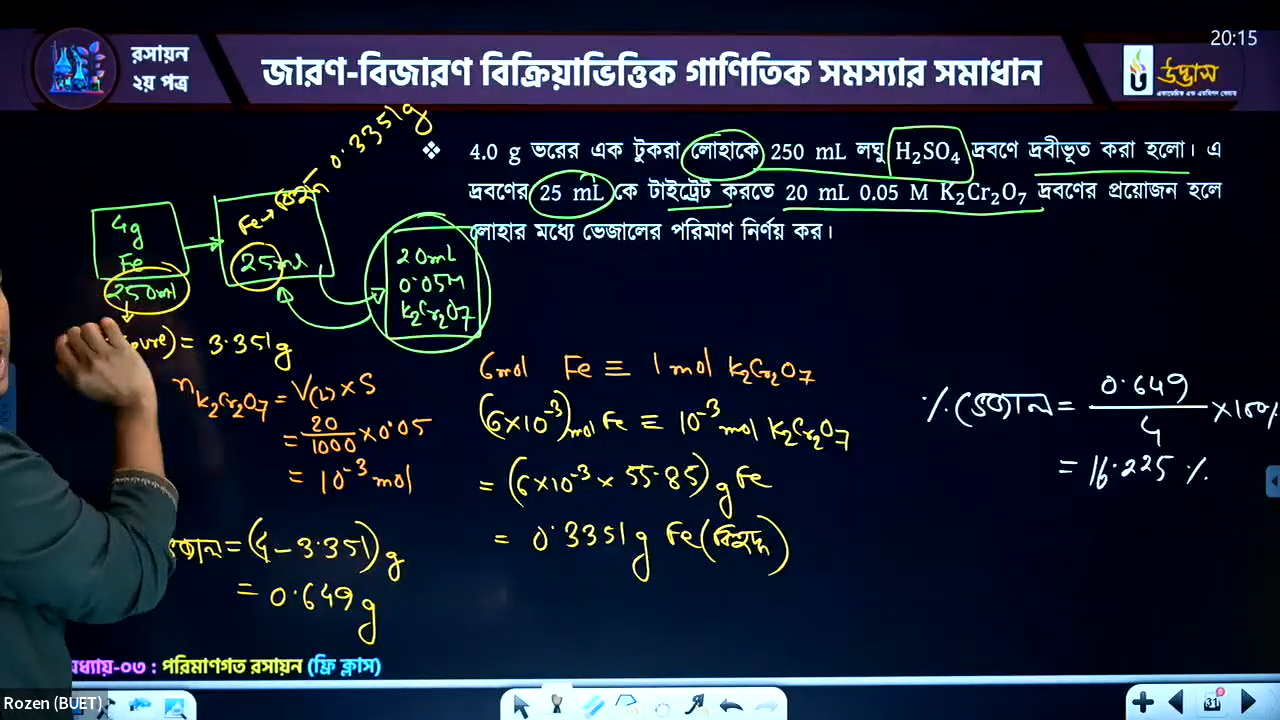 20:15
রসায়ন
২য় পত্র
জারণ-বিজারণ বিক্রিয়াভিত্তিক গাণিতিক সমস্যার সমাধান
উদ্ভাস
❖ 4.0 g ভরের এক টুকরা লোহাকে 250 mL লঘু H₂SO₄ দ্রবণে দ্রবীভূত করা হলো। এ
দ্রবণের 25 mL কে টাইট্রেট করতে 20 mL 0.05 M K₂Cr₂O₇ দ্রবণের প্রয়োজন হলে
লোহার মধ্যে ভেজালের পরিমাণ নির্ণয় কর।
0.3351g
4g
Fe
250ml
Fe →
25ml
20mL
0.05M
K₂Cr₂O₇
= 3.351g
n K₂Cr₂O₇ = V(L) × S
= 20/1000 × 0.05
= 10⁻³ mol
= (4 − 3.351) g
= 0.649g
6mol Fe ≡ 1 mol K₂Cr₂O₇
(6×10⁻³) mol Fe ≡ 10⁻³ mol K₂Cr₂O₇
= (6×10⁻³ × 55.85) g Fe
= 0.3351g Fe (বিশুদ্ধ)
% ভেজাল = 0.649/4 × 100%
= 16.225 %
অধ্যায়-০৩ : পরিমাণগত রসায়ন (ফ্রি ক্লাস)
Rozen (BUET)
31